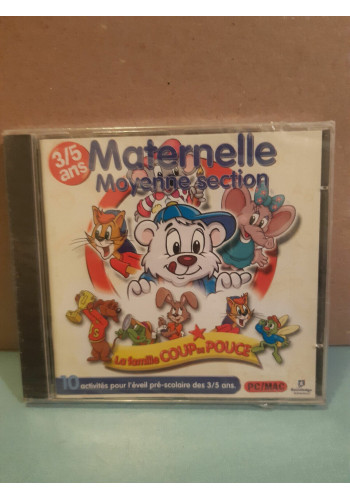 3/5
ans
Maternelle
Moyenne section
La famille COUP DE POUCE
10 activités pour l'éveil pré-scolaire des 3/5 ans.
PC/MAC